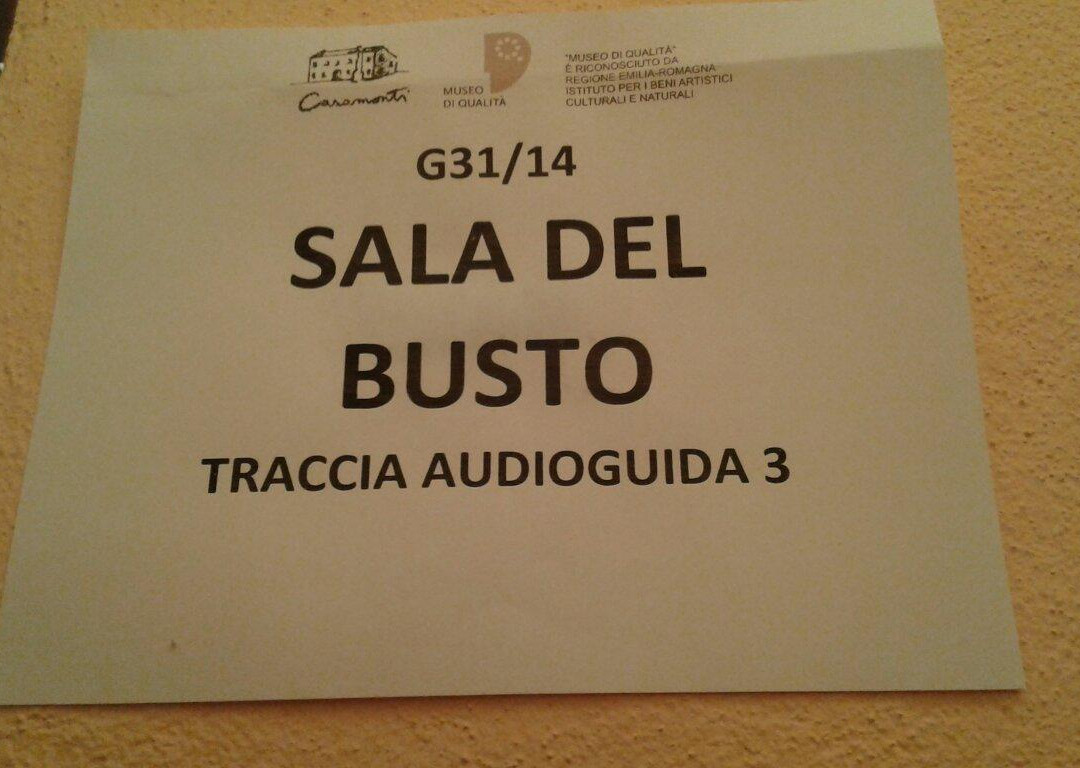 Casamonti
MUSEO
DI QUALITÀ
"MUSEO DI QUALITÀ"
È RICONOSCIUTO DA
REGIONE EMILIA-ROMAGNA
ISTITUTO PER I BENI ARTISTICI
CULTURALI E NATURALI
G31/14
SALA DEL
BUSTO
TRACCIA AUDIOGUIDA 3